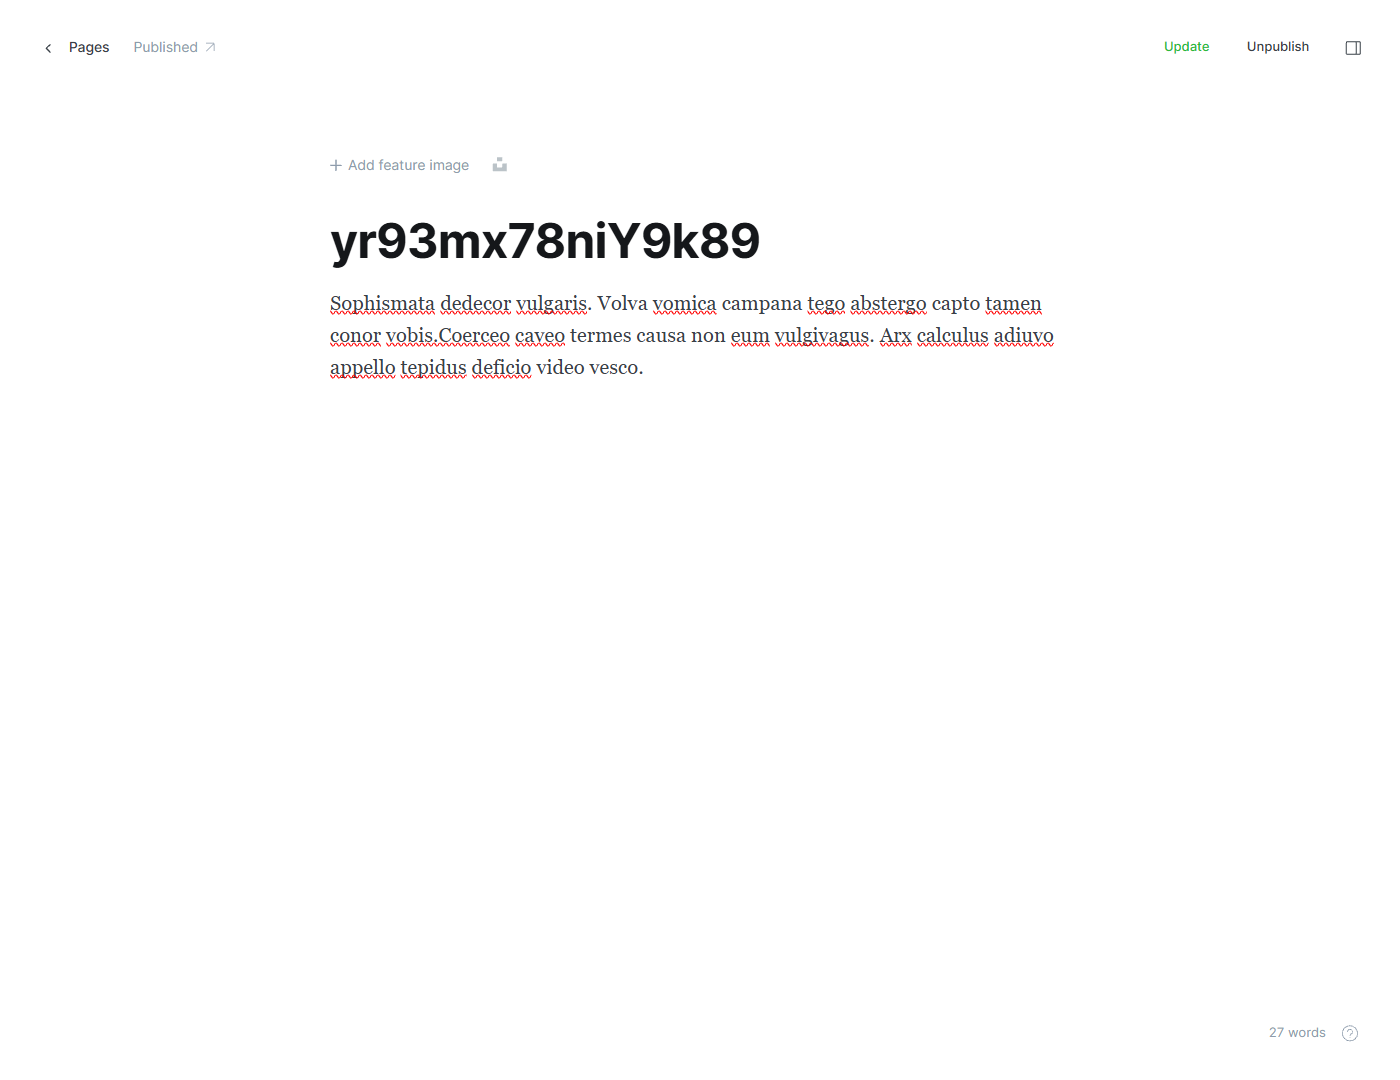 Pages Published
Update Unpublish
Add feature image
yr93mx78niY9k89
Sophismata dedecor vulgaris. Volva vomica campana tego abstergo capto tamen
conor vobis.Coerceo caveo termes causa non eum vulgivagus. Arx calculus adiuvo
appello tepidus deficio video vesco.
27 words